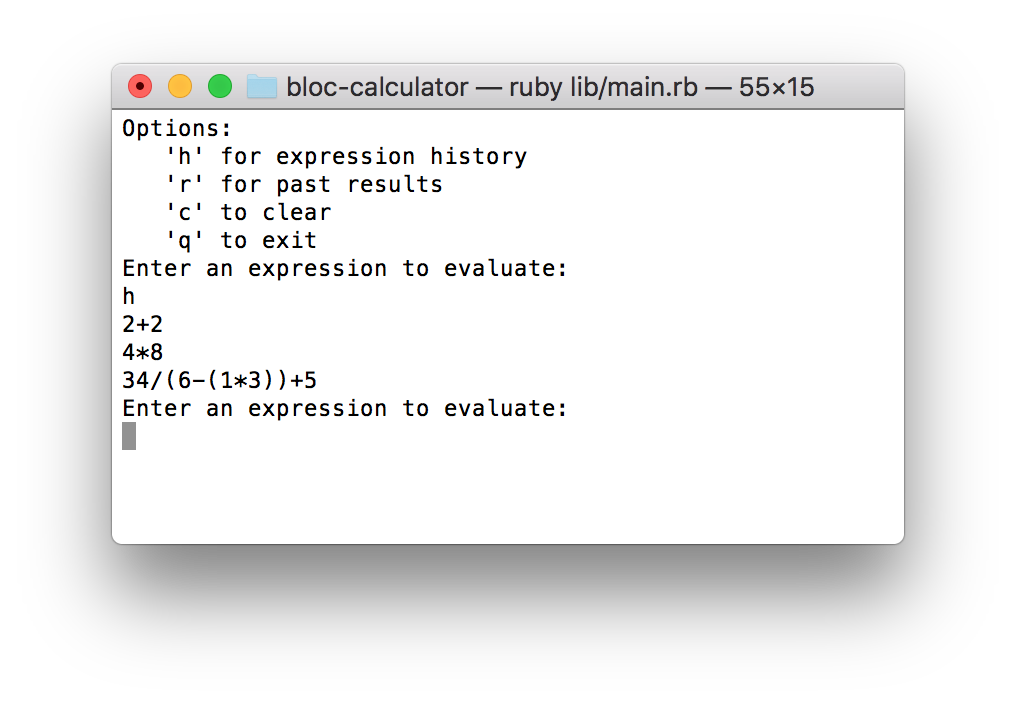 bloc-calculator — ruby lib/main.rb — 55×15
Options:
   'h' for expression history
   'r' for past results
   'c' to clear
   'q' to exit
Enter an expression to evaluate:
h
2+2
4*8
34/(6-(1*3))+5
Enter an expression to evaluate: